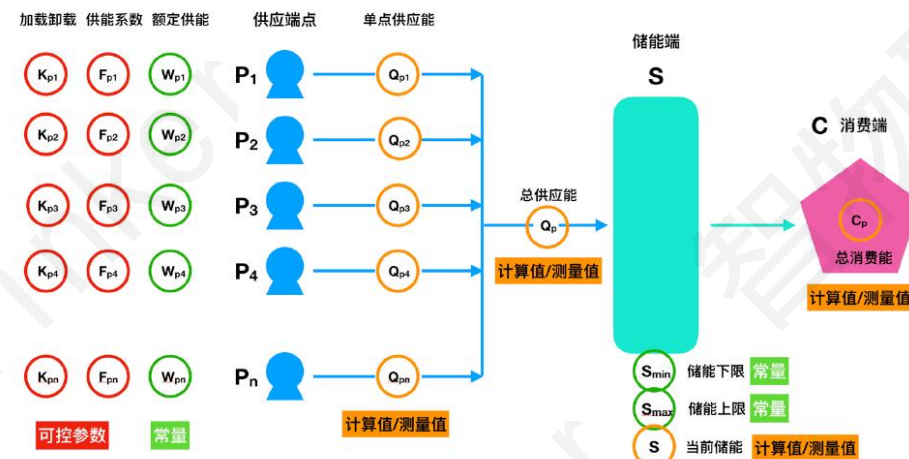 加载卸载 供能系数 额定供能 供应端点 单点供应能
储能端
S
Kp1 Fp1 Wp1 P1 Qp1
C 消费端
Kp2 Fp2 Wp2 P2 Qp2
Kp3 Fp3 Wp3 P3 Qp3
总供应能
Qp
计算值/测量值
Cp
总消费能
计算值/测量值
Kp4 Fp4 Wp4 P4 Qp4
Kpn Fpn Wpn Pn Qpn
Smin 储能下限 常量
Smax 储能上限 常量
S 当前储能 计算值/测量值
可控参数 常量 计算值/测量值